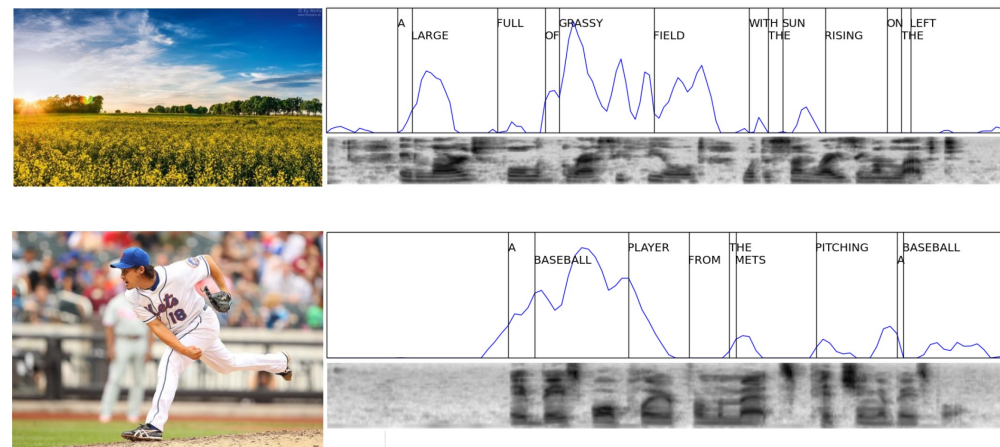 A FULL GRASSY WITH SUN ON LEFT
LARGE OF FIELD THE RISING THE
A PLAYER THE PITCHING BASEBALL
BASEBALL FROM METS A
Mets
18